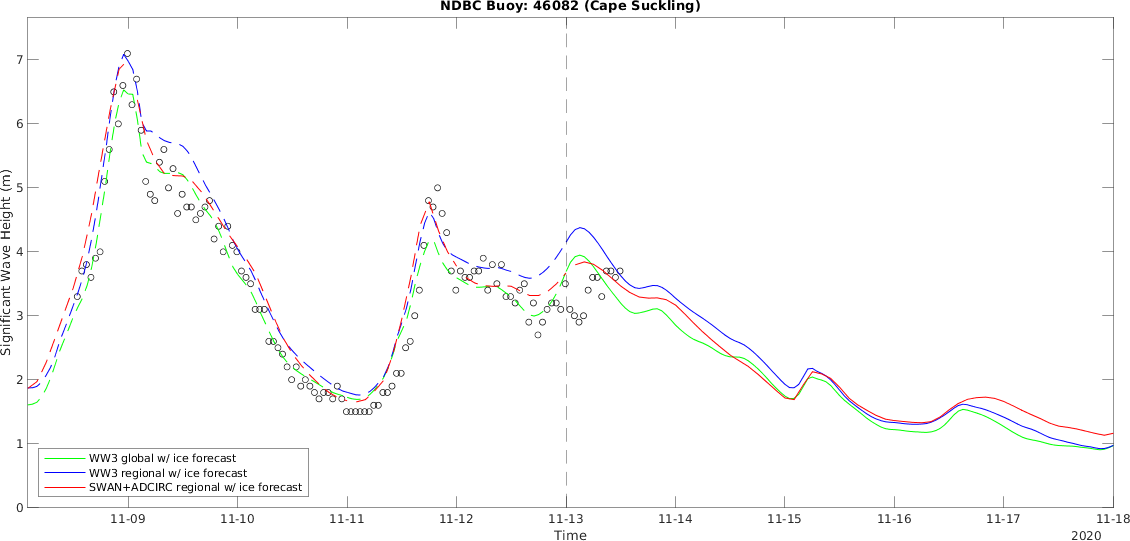 NDBC Buoy: 46082 (Cape Suckling)
Significant Wave Height (m)
7
6
5
4
3
2
1
0
WW3 global w/ ice forecast
WW3 regional w/ ice forecast
SWAN+ADCIRC regional w/ ice forecast
11-09 11-10 11-11 11-12 11-13 11-14 11-15 11-16 11-17 11-18
Time
2020